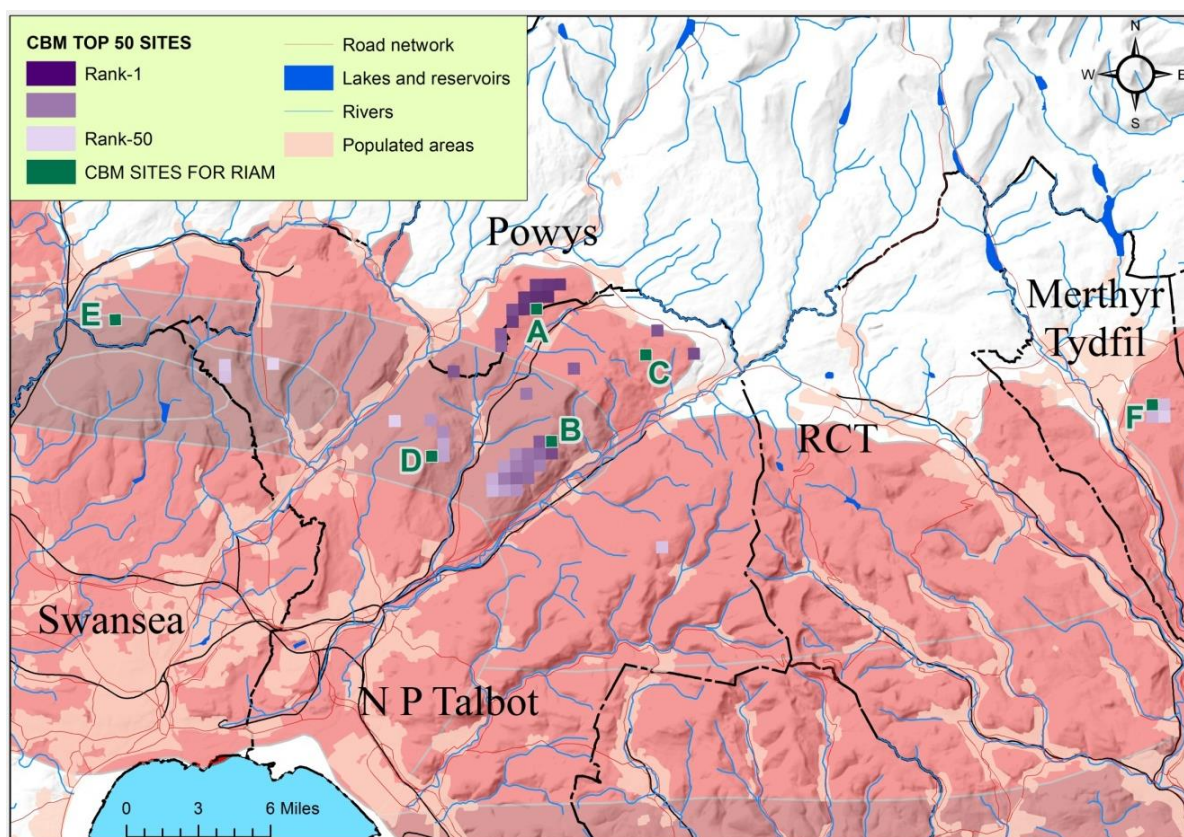 CBM TOP 50 SITES
Rank-1
Rank-50
CBM SITES FOR RIAM
Road network
Lakes and reservoirs
Rivers
Populated areas
N
W E
S
Powys
Merthyr
Tydfil
E
A
C
F
B
RCT
D
Swansea
N P Talbot
0 3 6 Miles